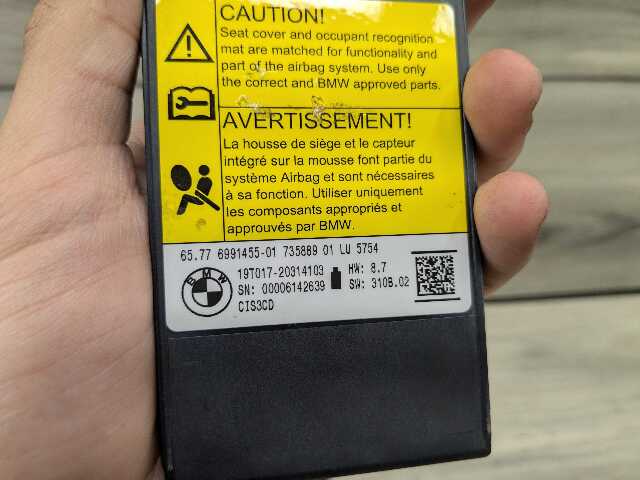 CAUTION!
Seat cover and occupant recognition
mat are matched for functionality and
part of the airbag system. Use only
the correct and BMW approved parts.
AVERTISSEMENT!
La housse de siège et le capteur
intégré sur la mousse font partie du
système Airbag et sont nécessaires
à sa fonction. Utiliser uniquement
les composants appropriés et
approuvés par BMW.
65.77 6991455-01 735889 01 LU 5754
BMW
19T017-20314103 HW: 8.7
SN: 00006142639 SW: 310B.02
CIS3CD